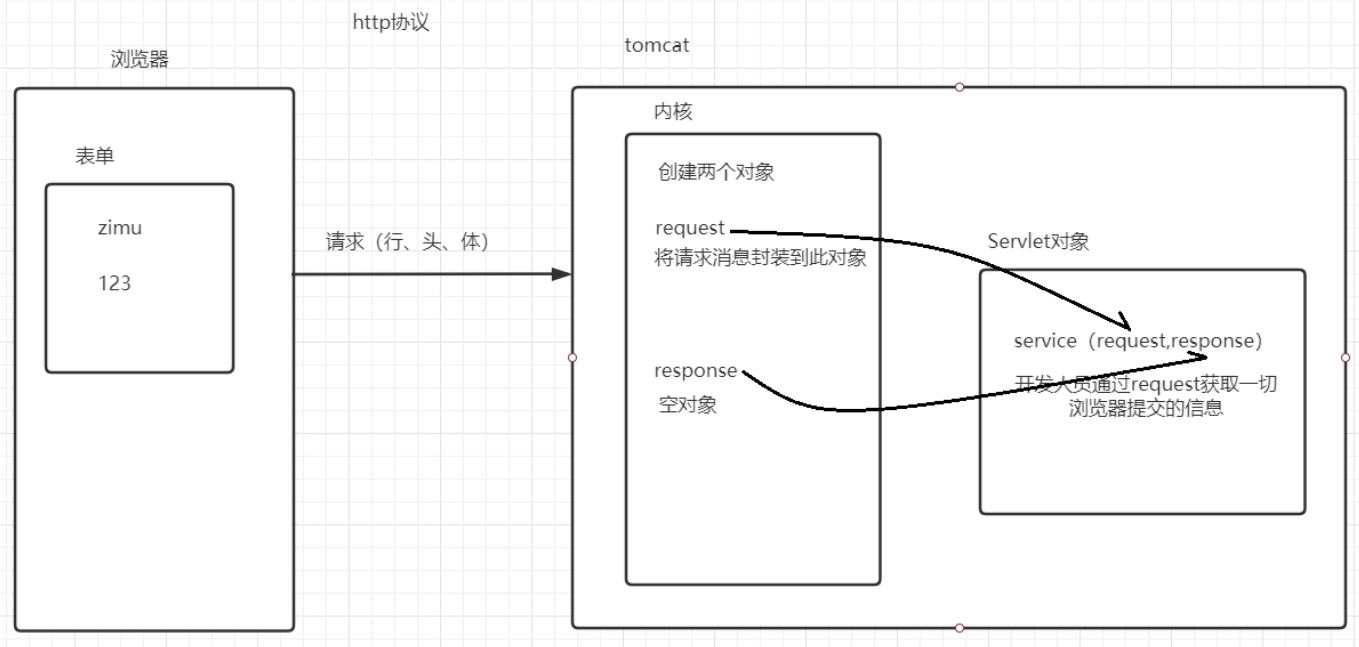 http协议
tomcat
浏览器
内核
表单
创建两个对象
zimu
123
请求（行、头、体）
request
将请求消息封装到此对象
Servlet对象
service（request,response）
response
空对象
开发人员通过request获取一切
浏览器提交的信息